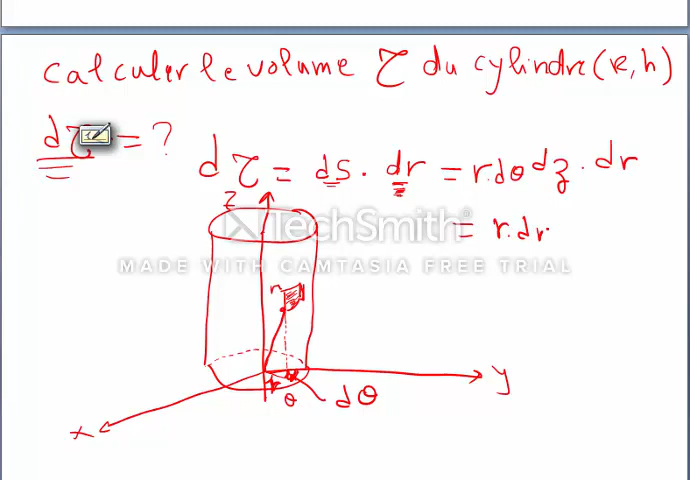 Calculer le volume τ du cylindre (R, h)
dτ = ? dτ = ds . dr = r.dθ dz . dr
= r.dr
z
TechSmith
MADE WITH CAMTASIA FREE TRIAL
y
θ dθ
x